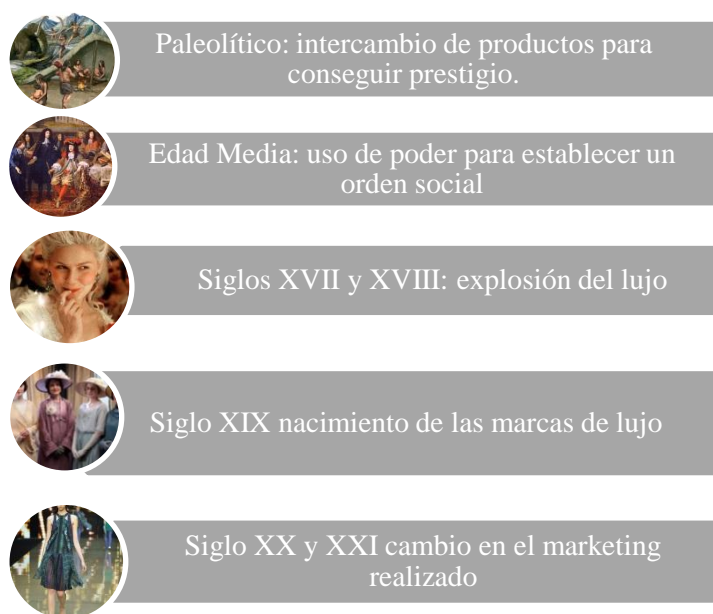 Paleolítico: intercambio de productos para
conseguir prestigio.
Edad Media: uso de poder para establecer un
orden social
Siglos XVII y XVIII: explosión del lujo
Siglo XIX nacimiento de las marcas de lujo
Siglo XX y XXI cambio en el marketing
realizado